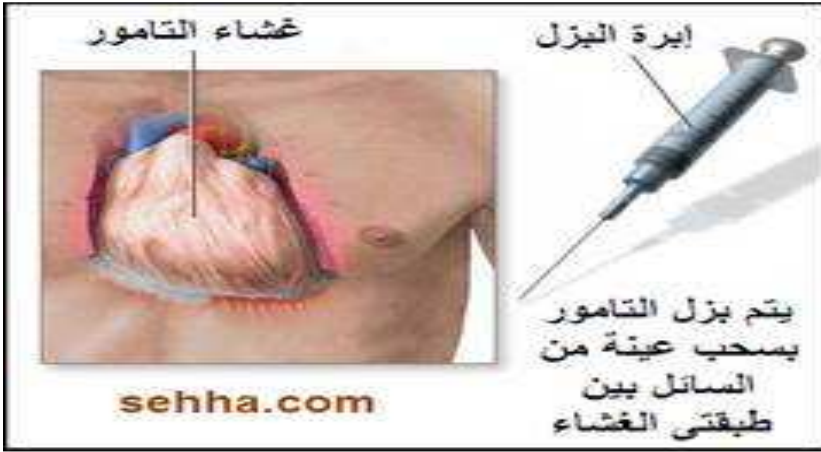 غشاء التامور
إبرة البزل
يتم بزل التامور
بسحب عينة من
السائل بين
طبقتى الغشاء
sehha.com